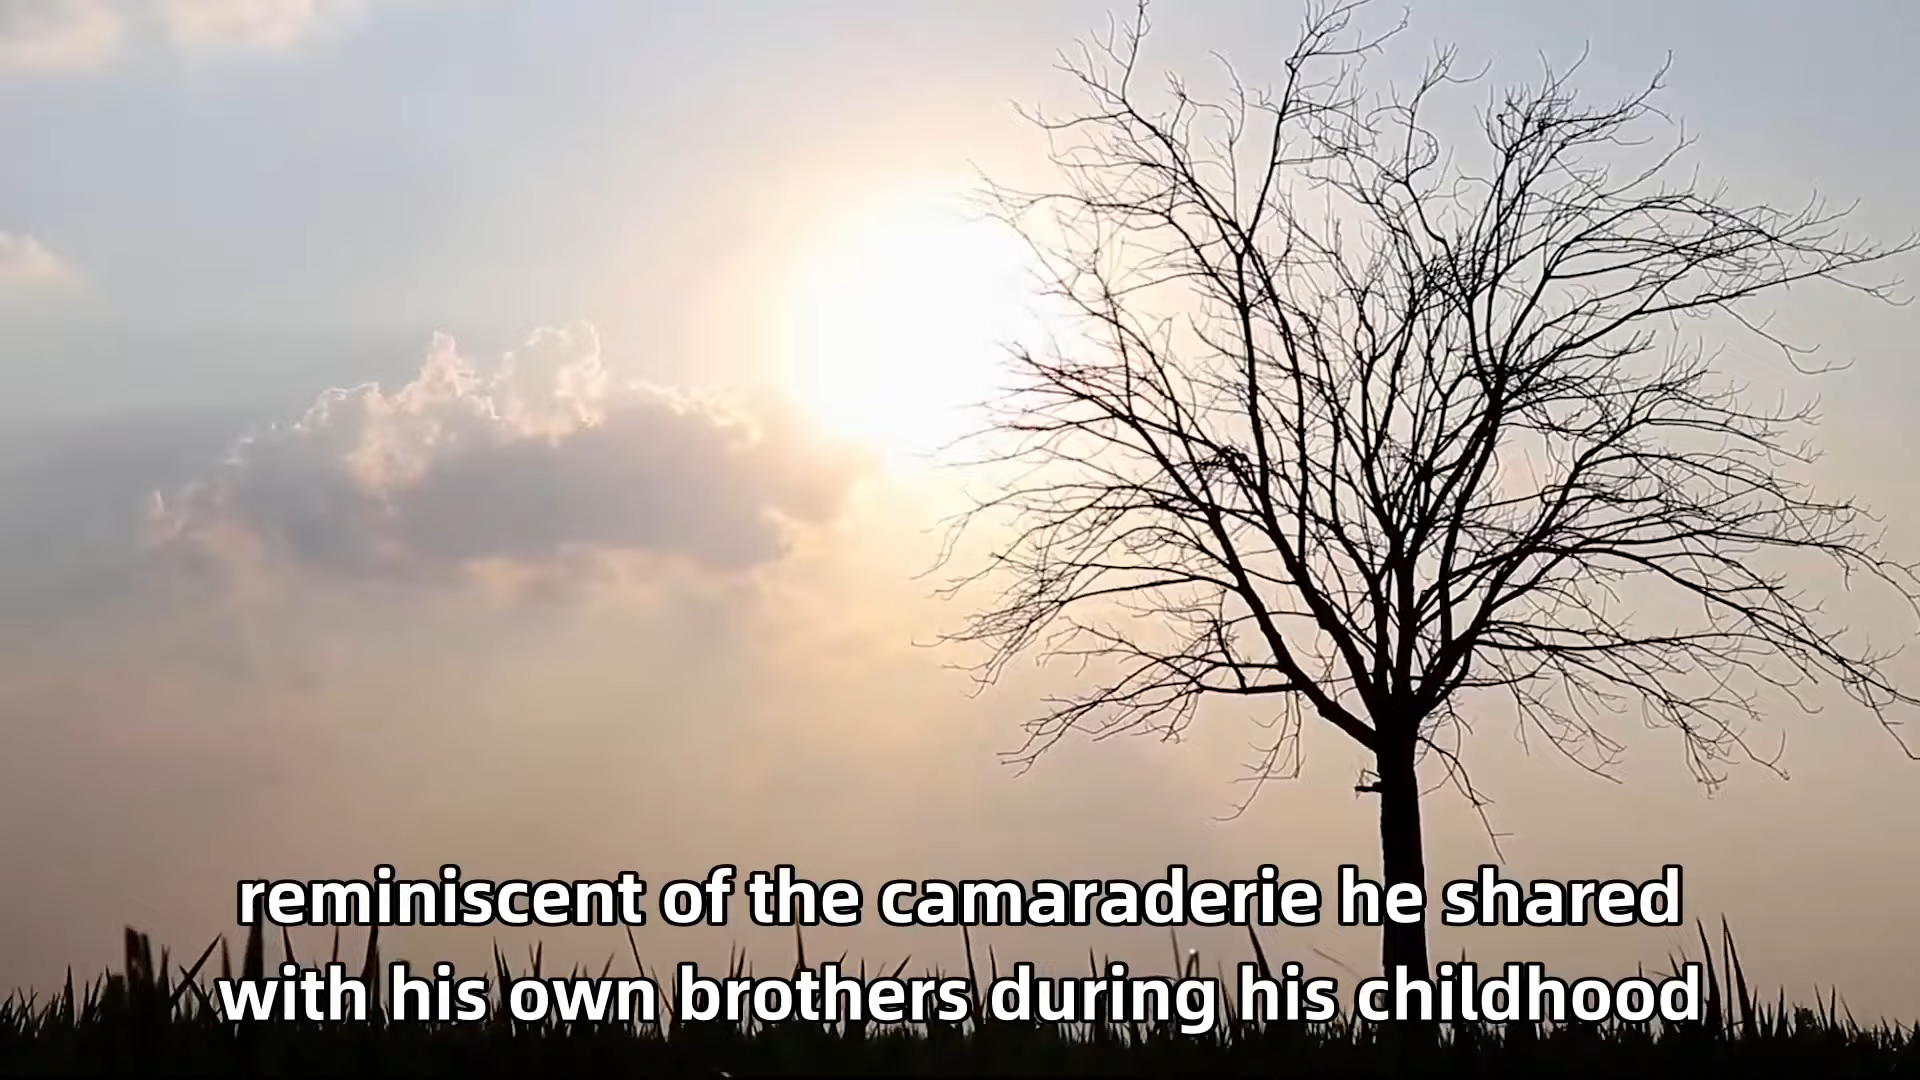 reminiscent of the camaraderie he shared
with his own brothers during his childhood